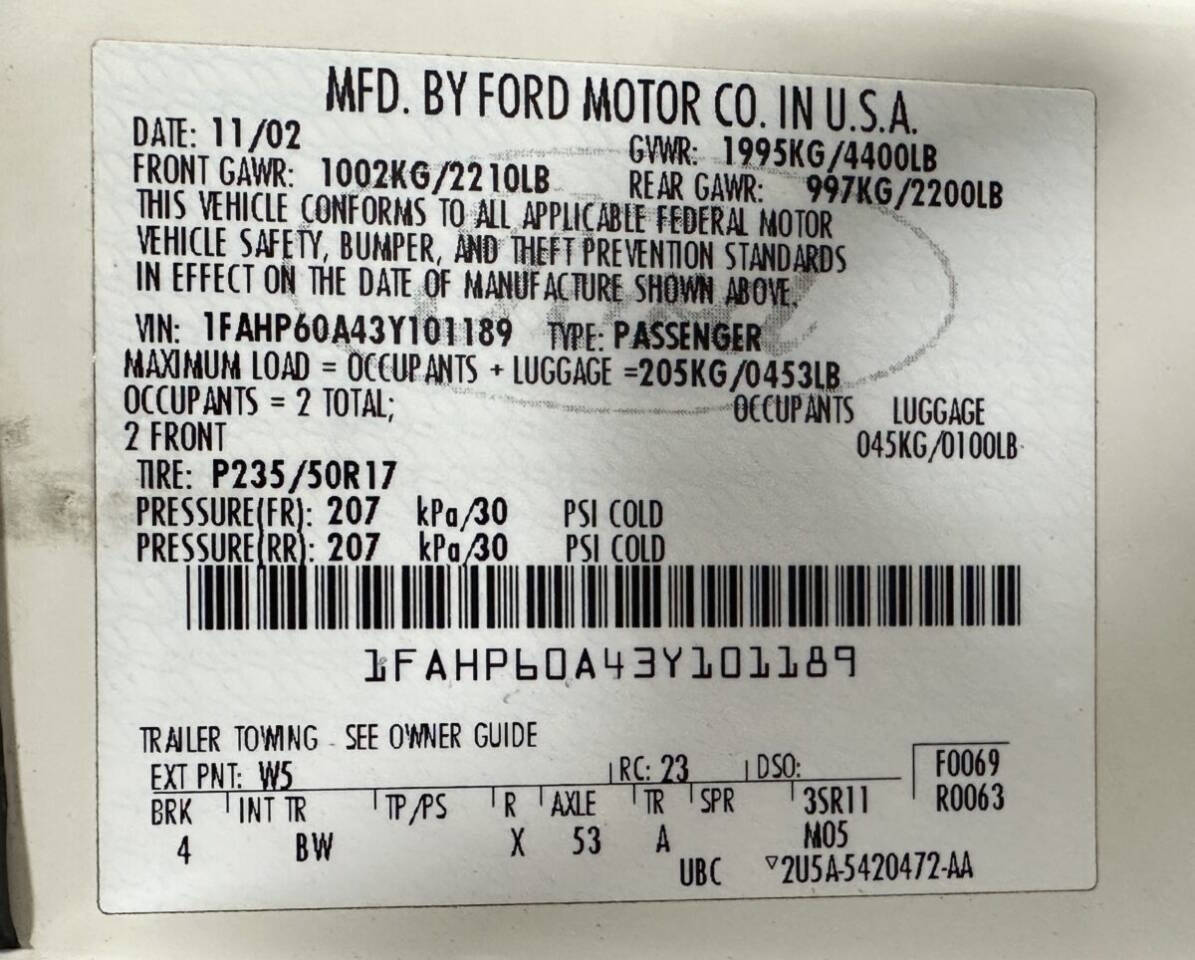 MFD. BY FORD MOTOR CO. IN U.S.A.
DATE: 11/02 GVWR: 1995KG/4400LB
FRONT GAWR: 1002KG/2210LB REAR GAWR: 997KG/2200LB
THIS VEHICLE CONFORMS TO ALL APPLICABLE FEDERAL MOTOR
VEHICLE SAFETY, BUMPER, AND THEFT PREVENTION STANDARDS
IN EFFECT ON THE DATE OF MANUFACTURE SHOWN ABOVE.
VIN: 1FAHP60A43Y101189 TYPE: PASSENGER
MAXIMUM LOAD = OCCUPANTS + LUGGAGE =205KG/0453LB
OCCUPANTS = 2 TOTAL; OCCUPANTS LUGGAGE
2 FRONT 045KG/0100LB
TIRE: P235/50R17
PRESSURE(FR): 207 kPa/30 PSI COLD
PRESSURE(RR): 207 kPa/30 PSI COLD
1FAHP60A43Y101189
TRAILER TOWING - SEE OWNER GUIDE
EXT PNT: W5 RC: 23 DSO: F0069
BRK INT TR TP/PS R AXLE TR SPR 3SR11 R0063
4 BW X 53 A M05
UBC ▽2U5A-5420472-AA